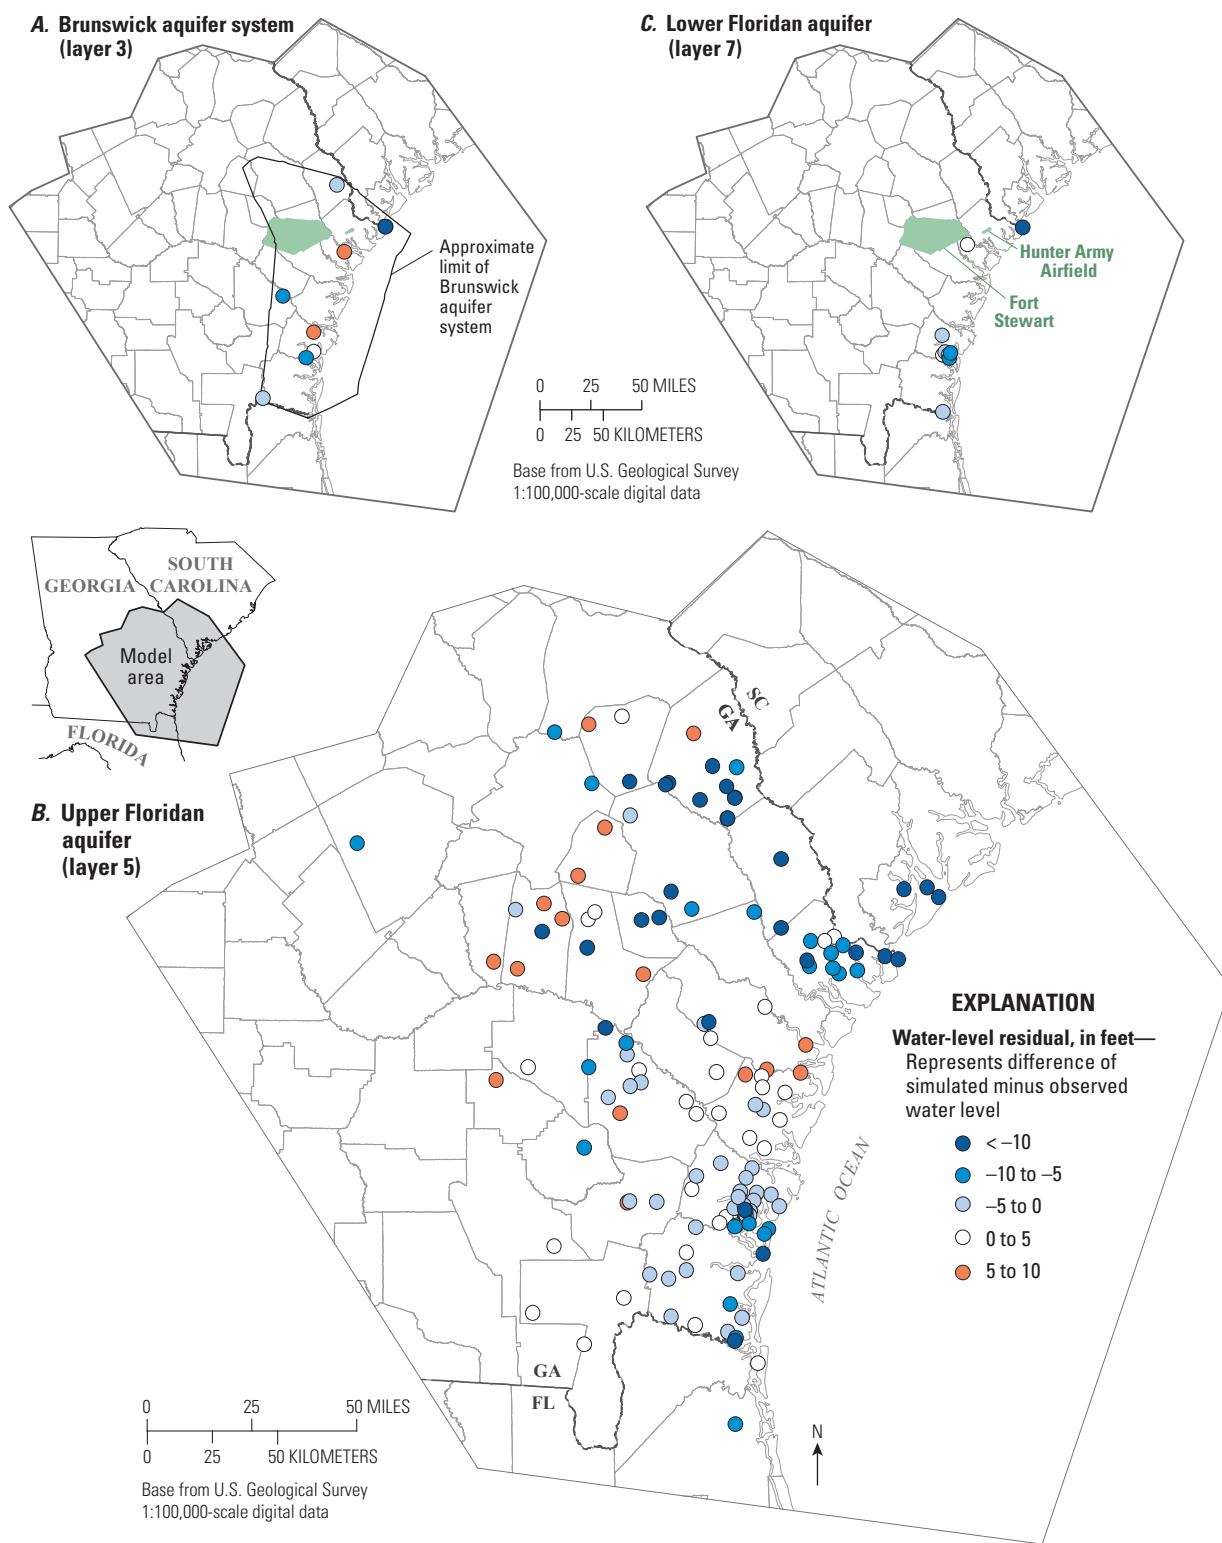 A. Brunswick aquifer system
(layer 3)
Approximate
limit of
Brunswick
aquifer
system
C. Lower Floridan aquifer
(layer 7)
Hunter Army
Airfield
Fort
Stewart
0 25 50 MILES
0 25 50 KILOMETERS
Base from U.S. Geological Survey
1:100,000-scale digital data
SOUTH
CAROLINA
GEORGIA
Model
area
FLORIDA
B. Upper Floridan
aquifer
(layer 5)
SC
GA
EXPLANATION
Water-level residual, in feet—
Represents difference of
simulated minus observed
water level
< –10
–10 to –5
–5 to 0
0 to 5
5 to 10
ATLANTIC OCEAN
GA
FL
N
0 25 50 MILES
0 25 50 KILOMETERS
Base from U.S. Geological Survey
1:100,000-scale digital data